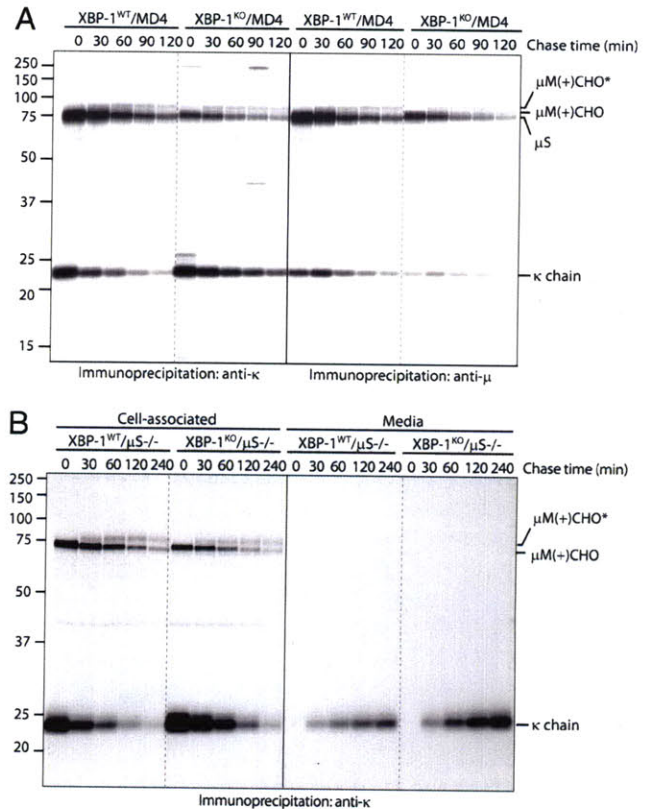 A
XBP-1WT/MD4 XBP-1KO/MD4 XBP-1WT/MD4 XBP-1KO/MD4
0 30 60 90 120 0 30 60 90 120 0 30 60 90 120 0 30 60 90 120 Chase time (min)
250
150
100
75
50
37
25
20
15
μM(+)CHO*
μM(+)CHO
μS
κ chain
Immunoprecipitation: anti-κ Immunoprecipitation: anti-μ
B
Cell-associated Media
XBP-1WT/μS-/- XBP-1KO/μS-/- XBP-1WT/μS-/- XBP-1KO/μS-/-
0 30 60 120 240 0 30 60 120 240 0 30 60 120 240 0 30 60 120 240 Chase time (min)
250
150
100
75
50
37
25
20
μM(+)CHO*
μM(+)CHO
κ chain
Immunoprecipitation: anti-κ